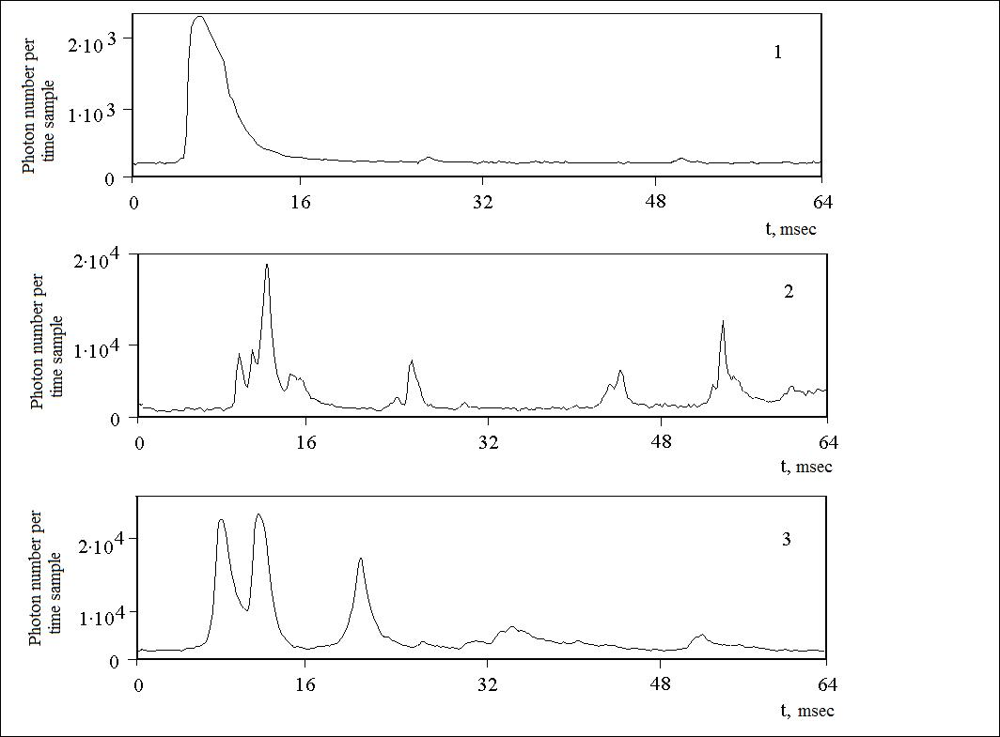 Photon number per
time sample
2·10 3
1·10 3
0
1
0 16 32 48 64
t, msec
Photon number per
time sample
2·10 4
1·10 4
0
2
0 16 32 48 64
t, msec
Photon number per
time sample
2·10 4
1·10 4
0
3
0 16 32 48 64
t, msec